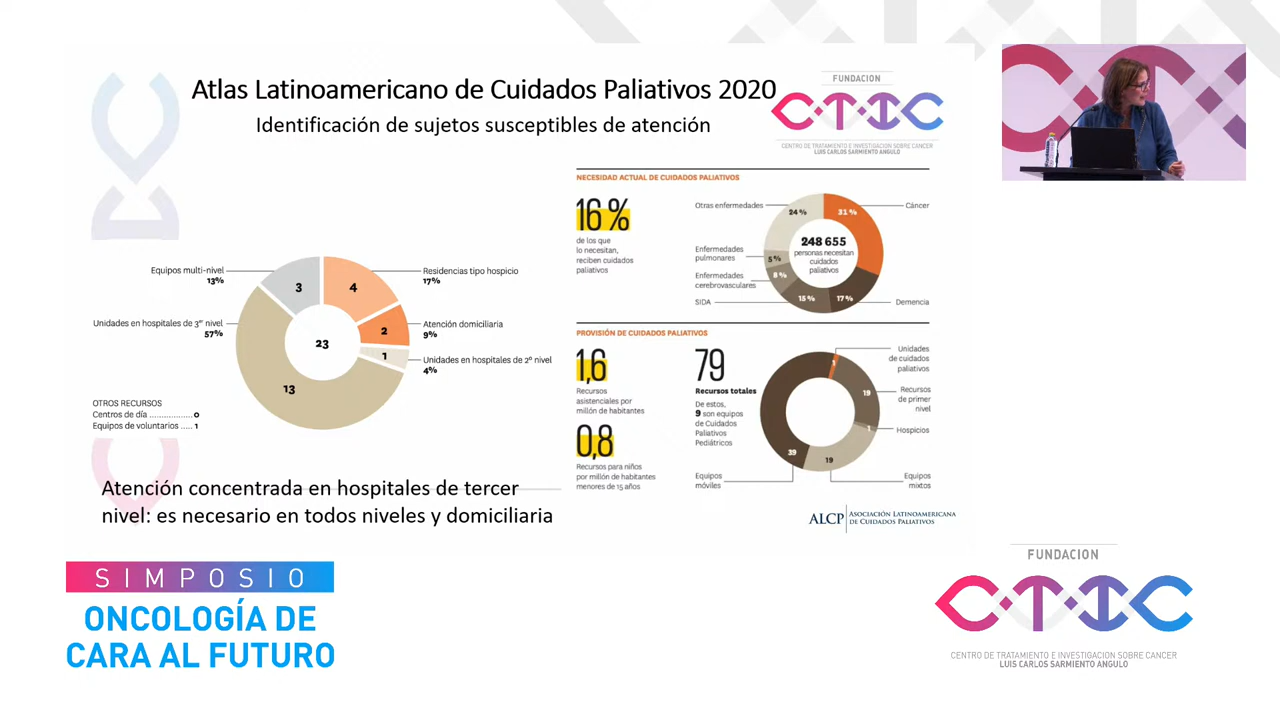 Atlas Latinoamericano de Cuidados Paliativos 2020
Identificación de sujetos susceptibles de atención
FUNDACION
CTIC
CENTRO DE TRATAMIENTO E INVESTIGACION SOBRE CANCER
LUIS CARLOS SARMIENTO ANGULO
Equipos multi-nivel
13%
Unidades en hospitales de 3er nivel
57%
3
4
2
1
13
23
Residencias tipo hospicio
17%
Atención domiciliaria
9%
Unidades en hospitales de 2º nivel
4%
OTROS RECURSOS
Centros de día ................. 0
Equipos de voluntarios ..... 1
NECESIDAD ACTUAL DE CUIDADOS PALIATIVOS
16 %
de los que
lo necesitan,
reciben cuidados
paliativos
Otras enfermedades
Enfermedades
pulmonares
Enfermedades
cerebrovasculares
SIDA
24 %
31 %
5 %
8 %
15 %
17 %
248 655
personas necesitan
cuidados
paliativos
Cáncer
Demencia
PROVISIÓN DE CUIDADOS PALIATIVOS
1,6
Recursos
asistenciales por
millón de habitantes
0,8
Recursos para niños
por millón de habitantes
menores de 15 años
79
Recursos totales
De estos,
9 son equipos
de Cuidados
Paliativos
Pediátricos
Equipos
móviles
19
39
19
Unidades
de cuidados
paliativos
Recursos
de primer
nivel
Hospicios
Equipos
mixtos
Atención concentrada en hospitales de tercer
nivel: es necesario en todos niveles y domiciliaria
ALCP
ASOCIACIÓN LATINOAMERICANA
DE CUIDADOS PALIATIVOS
SIMPOSIO
ONCOLOGÍA DE
CARA AL FUTURO
FUNDACION
CTIC
CENTRO DE TRATAMIENTO E INVESTIGACION SOBRE CANCER
LUIS CARLOS SARMIENTO ANGULO